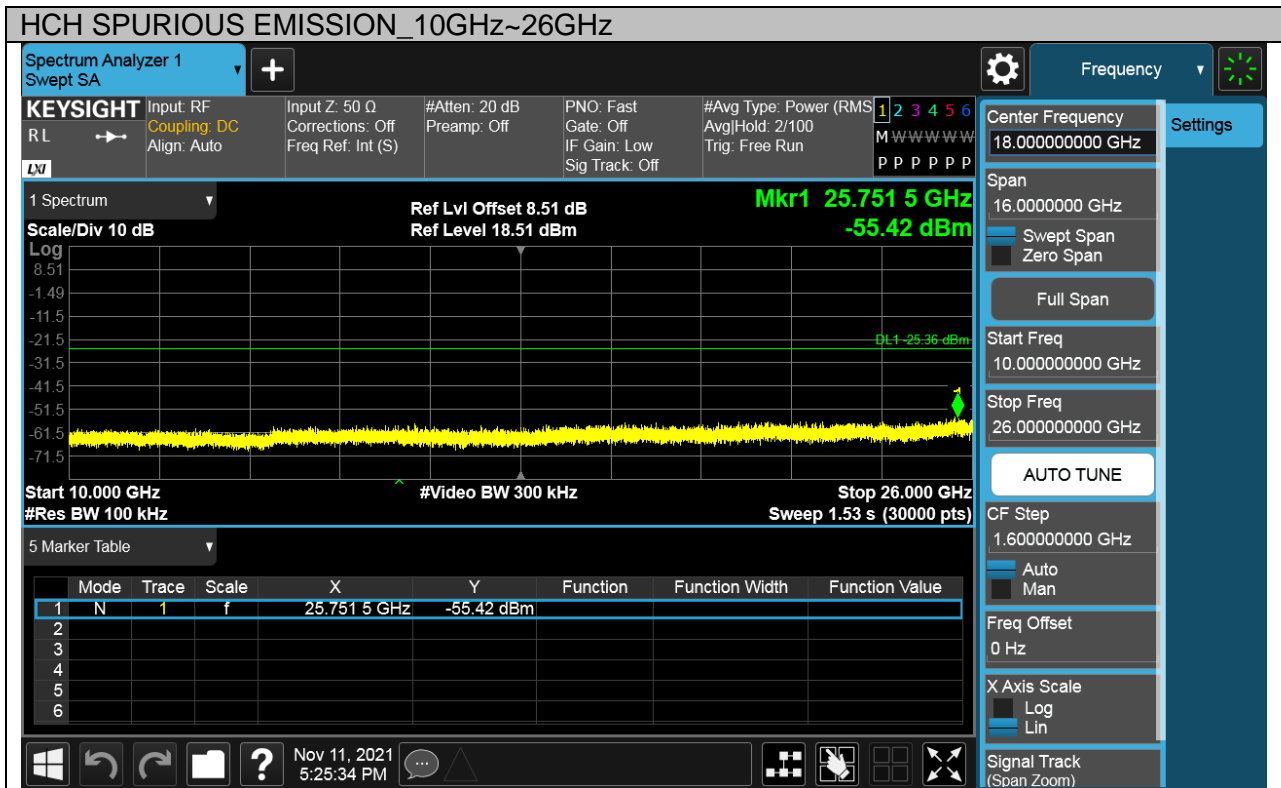 HCH SPURIOUS EMISSION_10GHz~26GHz
Spectrum Analyzer 1
Swept SA
Frequency
KEYSIGHT
RL
LXI
Input: RF
Coupling: DC
Align: Auto
Input Z: 50 Ω
Corrections: Off
Freq Ref: Int (S)
#Atten: 20 dB
Preamp: Off
PNO: Fast
Gate: Off
IF Gain: Low
Sig Track: Off
#Avg Type: Power (RMS
Avg|Hold: 2/100
Trig: Free Run
1 2 3 4 5 6
M W W W W W
P P P P P P
1 Spectrum
Scale/Div 10 dB
Ref Lvl Offset 8.51 dB
Ref Level 18.51 dBm
Mkr1 25.751 5 GHz
-55.42 dBm
Log
8.51
-1.49
-11.5
-21.5
-31.5
-41.5
-51.5
-61.5
-71.5
DL1 -25.36 dBm
1
Start 10.000 GHz
#Video BW 300 kHz
Stop 26.000 GHz
#Res BW 100 kHz
Sweep 1.53 s (30000 pts)
5 Marker Table
Mode Trace Scale X Y Function Function Width Function Value
1 N 1 f 25.751 5 GHz -55.42 dBm
2
3
4
5
6
Nov 11, 2021
5:25:34 PM
Center Frequency
18.000000000 GHz
Settings
Span
16.0000000 GHz
Swept Span
Zero Span
Full Span
Start Freq
10.000000000 GHz
Stop Freq
26.000000000 GHz
AUTO TUNE
CF Step
1.600000000 GHz
Auto
Man
Freq Offset
0 Hz
X Axis Scale
Log
Lin
Signal Track
(Span Zoom)